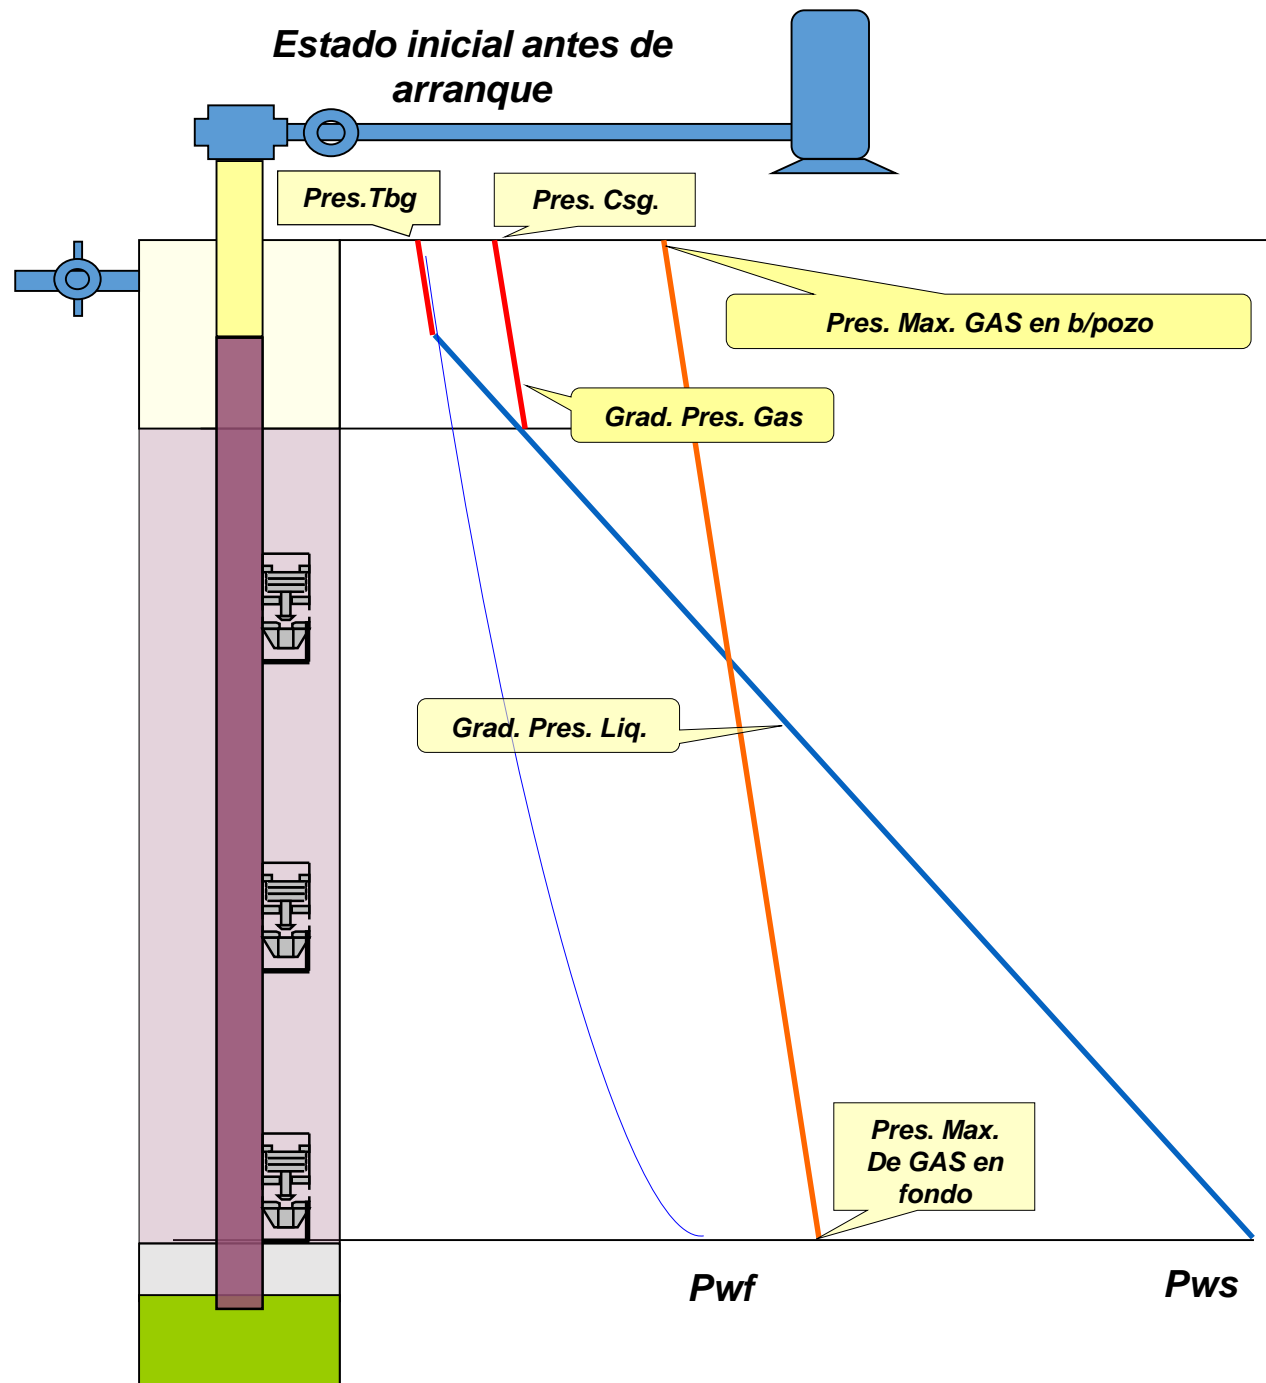 Estado inicial antes de
arranque
Pres.Tbg
Pres. Csg.
Pres. Max. GAS en b/pozo
Grad. Pres. Gas
Grad. Pres. Liq.
Pres. Max.
De GAS en
fondo
Pwf
Pws